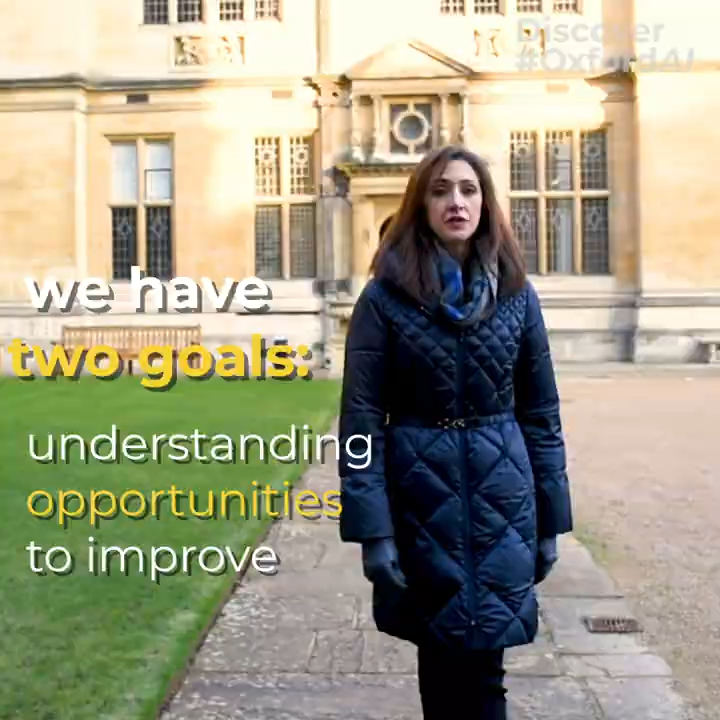 Discover
#OxfordAI
we have
two goals:
understanding
opportunities
to improve